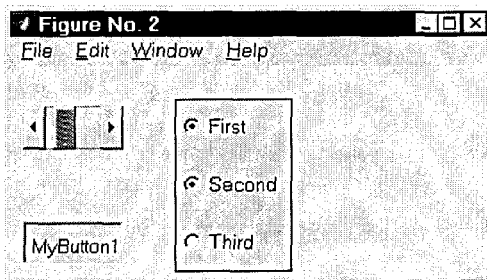 Figure No. 2
File Edit Window Help
First
Second
Third
MyButton1